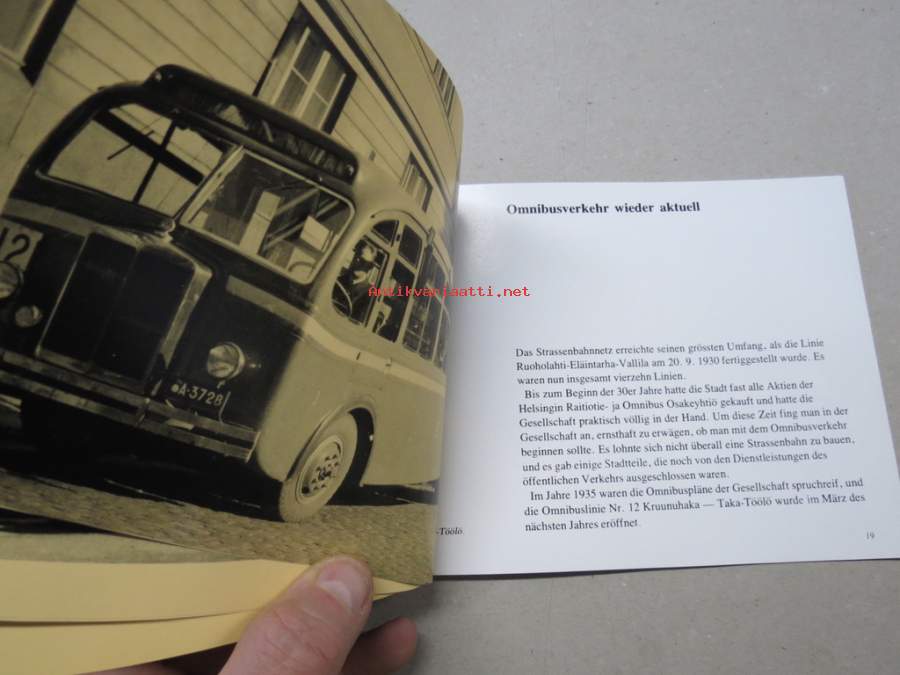 12
A-3728
Antikvariaatti.net
-Töölö.
Omnibusverkehr wieder aktuell
Das Strassenbahnnetz erreichte seinen grössten Umfang, als die Linie
Ruoholahti-Eläintarha-Vallila am 20. 9. 1930 fertiggestellt wurde. Es
waren nun insgesamt vierzehn Linien.
Bis zum Beginn der 30er Jahre hatte die Stadt fast alle Aktien der
Helsingin Raitiotie- ja Omnibus Osakeyhtiö gekauft und hatte die
Gesellschaft praktisch völlig in der Hand. Um diese Zeit fing man in der
Gesellschaft an, ernsthaft zu erwägen, ob man mit dem Omnibusverkehr
beginnen sollte. Es lohnte sich nicht überall eine Strassenbahn zu bauen,
und es gab einige Stadtteile, die noch von den Dienstleistungen des
öffentlichen Verkehrs ausgeschlossen waren.
Im Jahre 1935 waren die Omnibuspläne der Gesellschaft spruchreif, und
die Omnibuslinie Nr. 12 Kruunuhaka — Taka-Töölö wurde im März des
nächsten Jahres eröffnet.
19